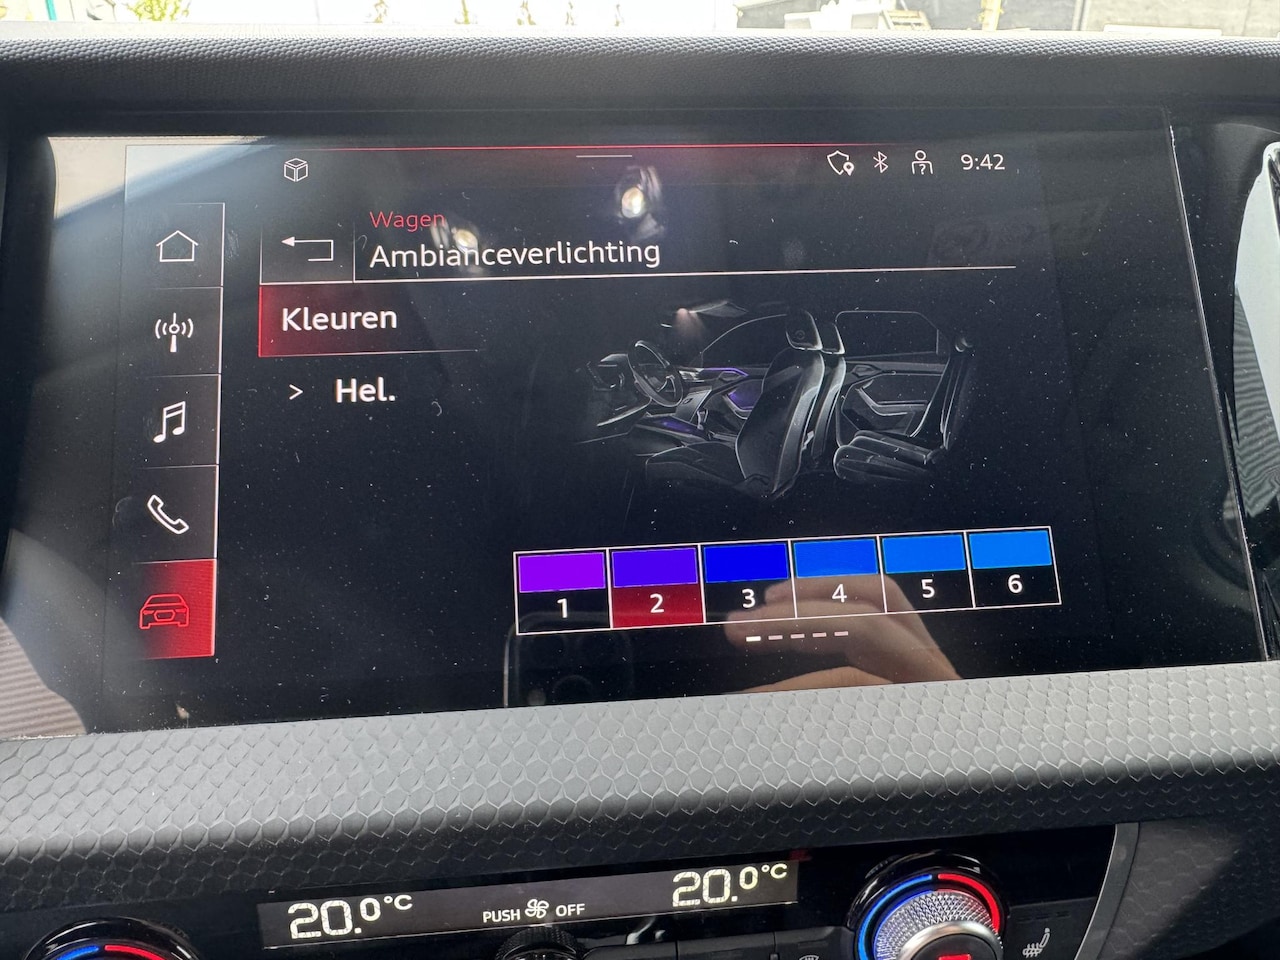 9:42
Wagen
Ambianceverlichting
Kleuren
> Hel.
1 2 3 4 5 6
20.0°C PUSH OFF 20.0°C